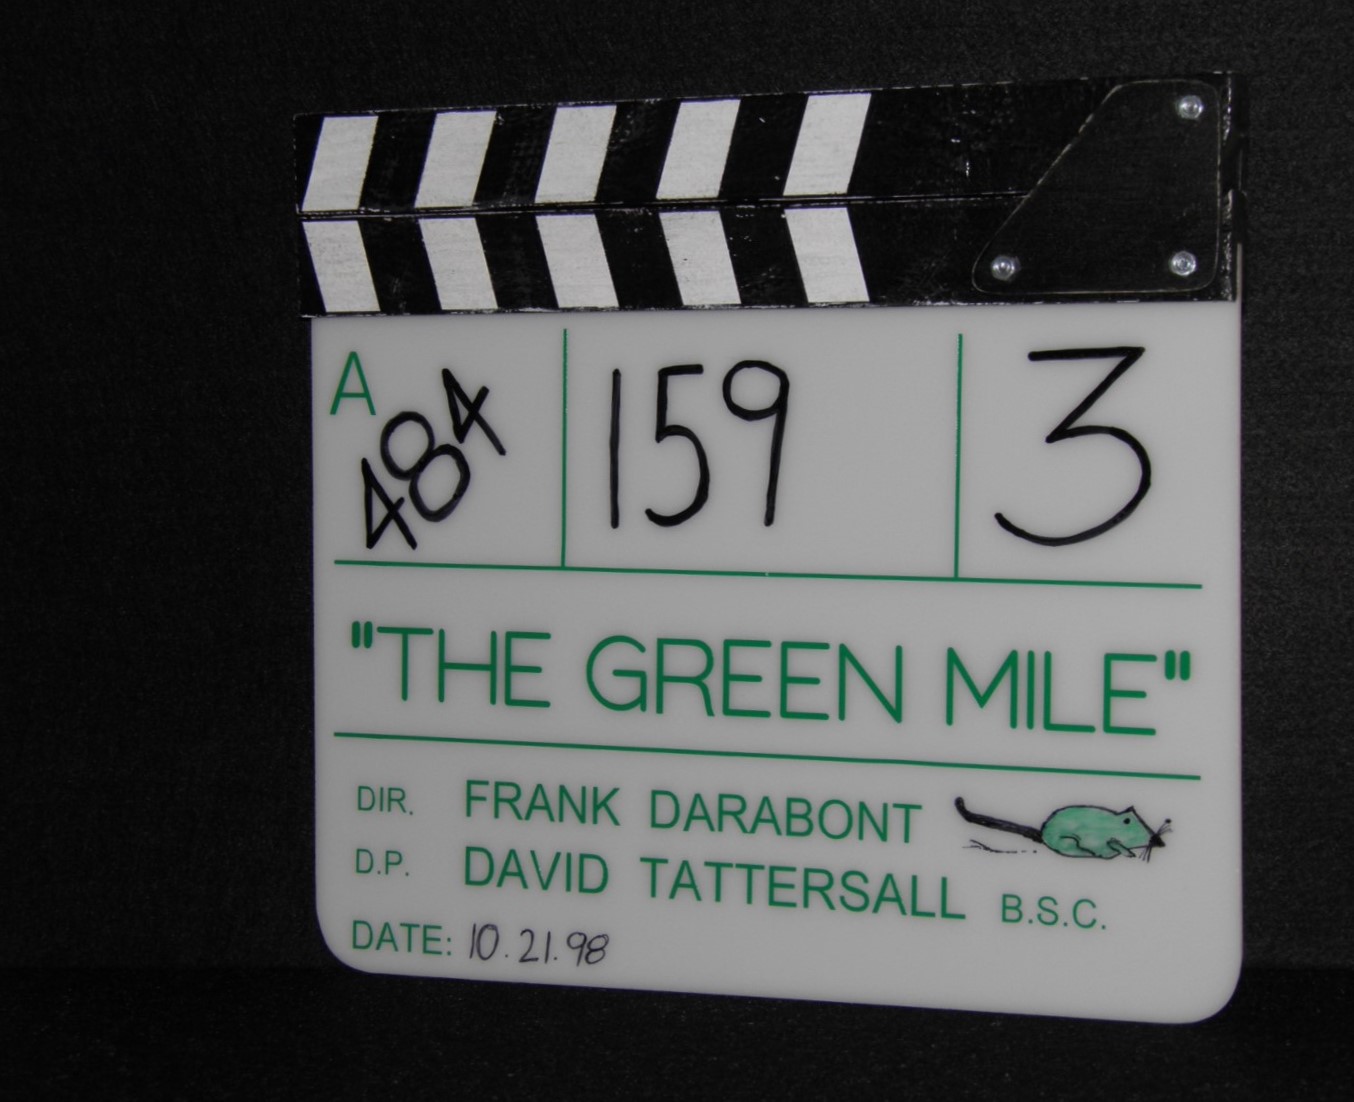 A 484 159 3
"THE GREEN MILE"
DIR. FRANK DARABONT
D.P. DAVID TATTERSALL B.S.C.
DATE: 10.21.98